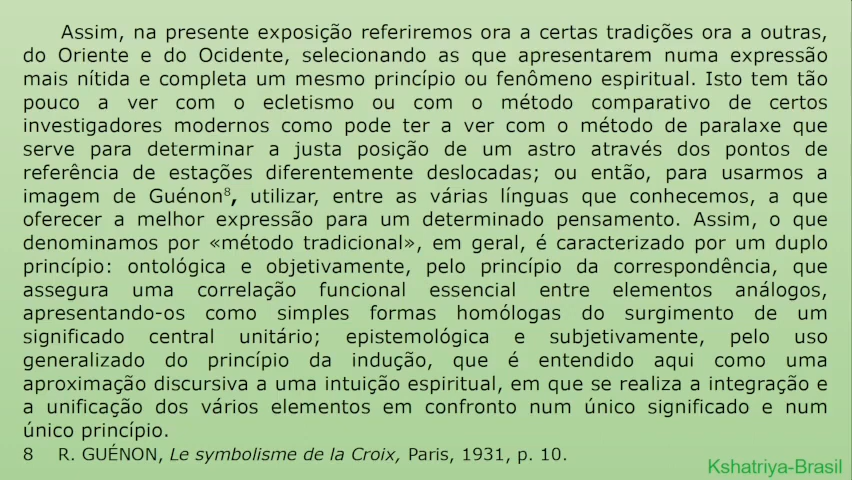 Assim, na presente exposição referiremos ora a certas tradições ora a outras,
do Oriente e do Ocidente, selecionando as que apresentarem numa expressão
mais nítida e completa um mesmo princípio ou fenômeno espiritual. Isto tem tão
pouco a ver com o ecletismo ou com o método comparativo de certos
investigadores modernos como pode ter a ver com o método de paralaxe que
serve para determinar a justa posição de um astro através dos pontos de
referência de estações diferentemente deslocadas; ou então, para usarmos a
imagem de Guénon⁸, utilizar, entre as várias línguas que conhecemos, a que
oferecer a melhor expressão para um determinado pensamento. Assim, o que
denominamos por «método tradicional», em geral, é caracterizado por um duplo
princípio: ontológica e objetivamente, pelo princípio da correspondência, que
assegura uma correlação funcional essencial entre elementos análogos,
apresentando-os como simples formas homólogas do surgimento de um
significado central unitário; epistemológica e subjetivamente, pelo uso
generalizado do princípio da indução, que é entendido aqui como uma
aproximação discursiva a uma intuição espiritual, em que se realiza a integração e
a unificação dos vários elementos em confronto num único significado e num
único princípio.
8 R. GUÉNON, Le symbolisme de la Croix, Paris, 1931, p. 10.
Kshatriya-Brasil